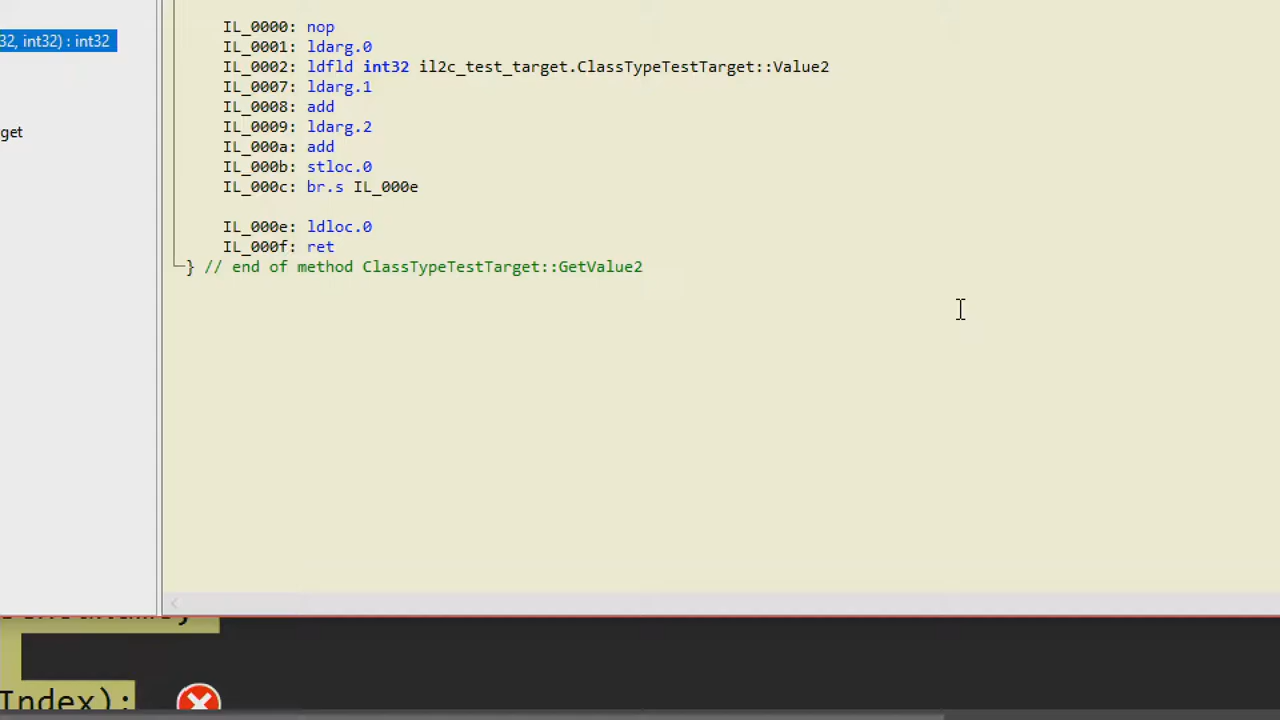 IL_0000: nop
32, int32) : int32
IL_0001: ldarg.0
IL_0002: ldfld int32 il2c_test_target.ClassTypeTestTarget::Value2
IL_0007: ldarg.1
IL_0008: add
get
IL_0009: ldarg.2
IL_000a: add
IL_000b: stloc.0
IL_000c: br.s IL_000e
IL_000e: ldloc.0
IL_000f: ret
} // end of method ClassTypeTestTarget::GetValue2
Index);